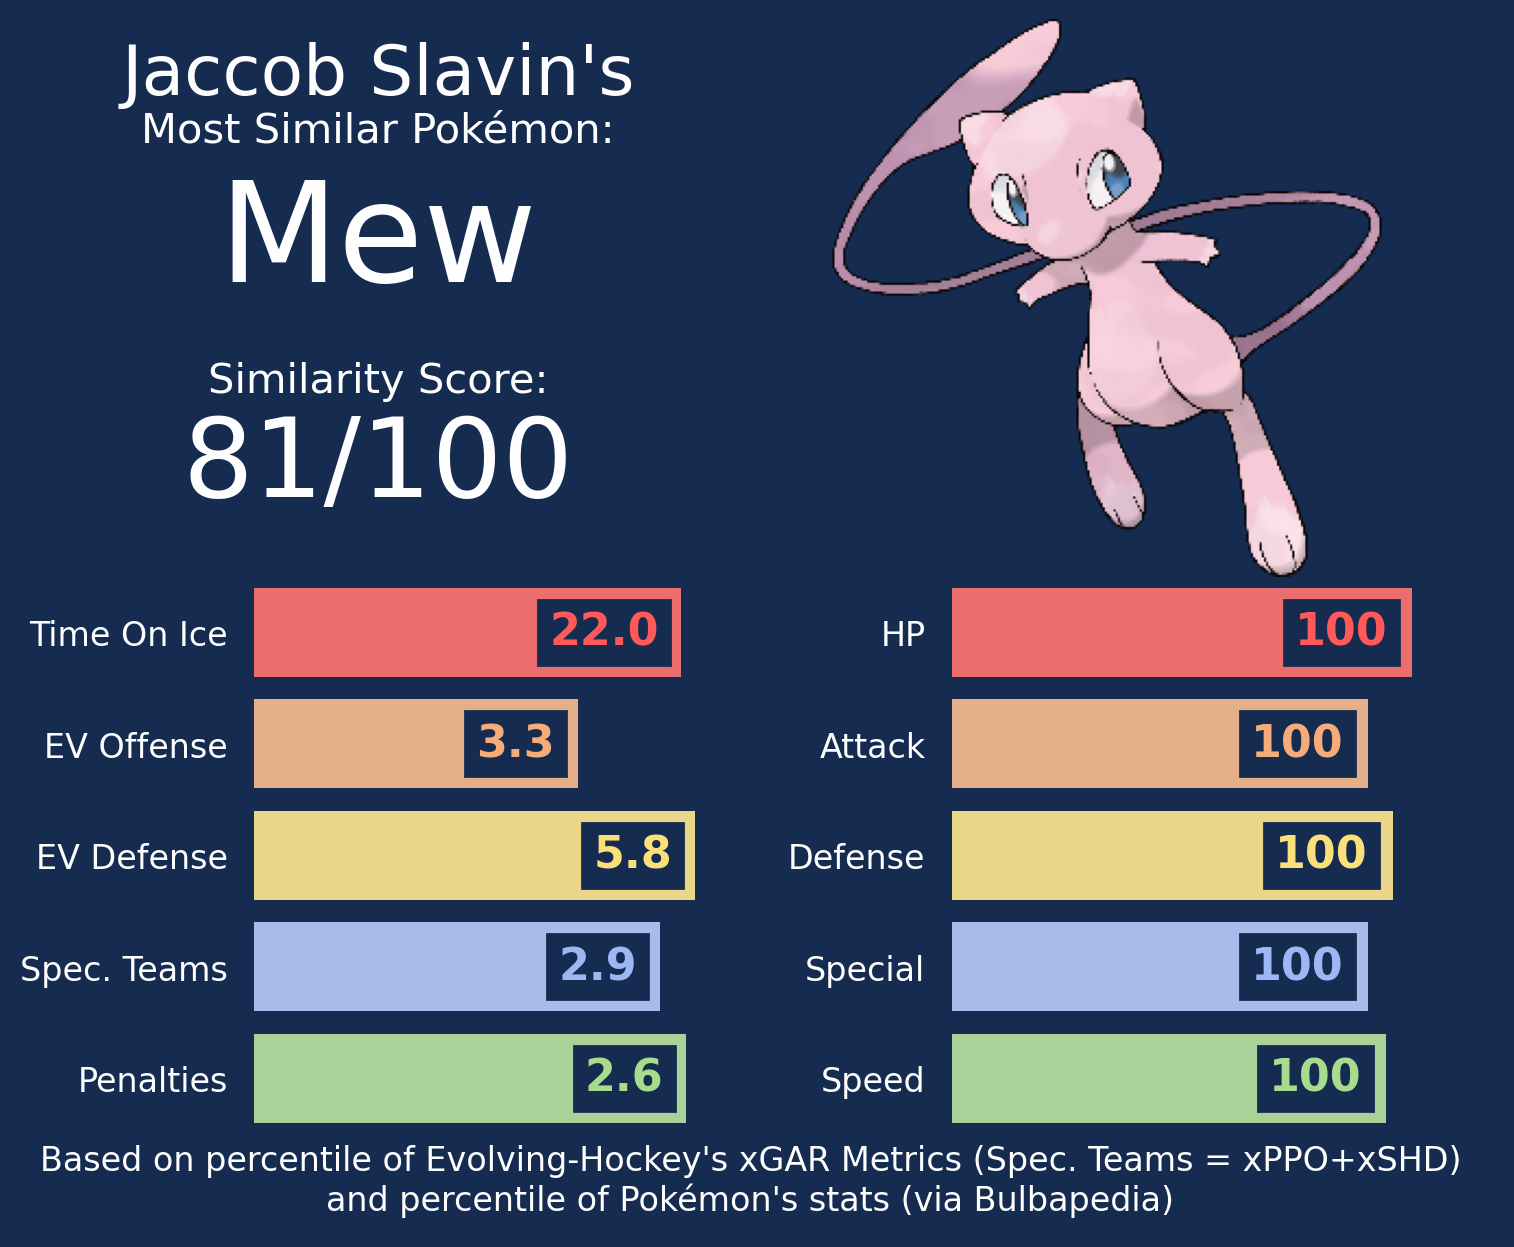 Jaccob Slavin's
Most Similar Pokémon:
Mew
Similarity Score:
81/100
Time On Ice 22.0
EV Offense 3.3
EV Defense 5.8
Spec. Teams 2.9
Penalties 2.6
HP 100
Attack 100
Defense 100
Special 100
Speed 100
Based on percentile of Evolving-Hockey's xGAR Metrics (Spec. Teams = xPPO+xSHD)
and percentile of Pokémon's stats (via Bulbapedia)